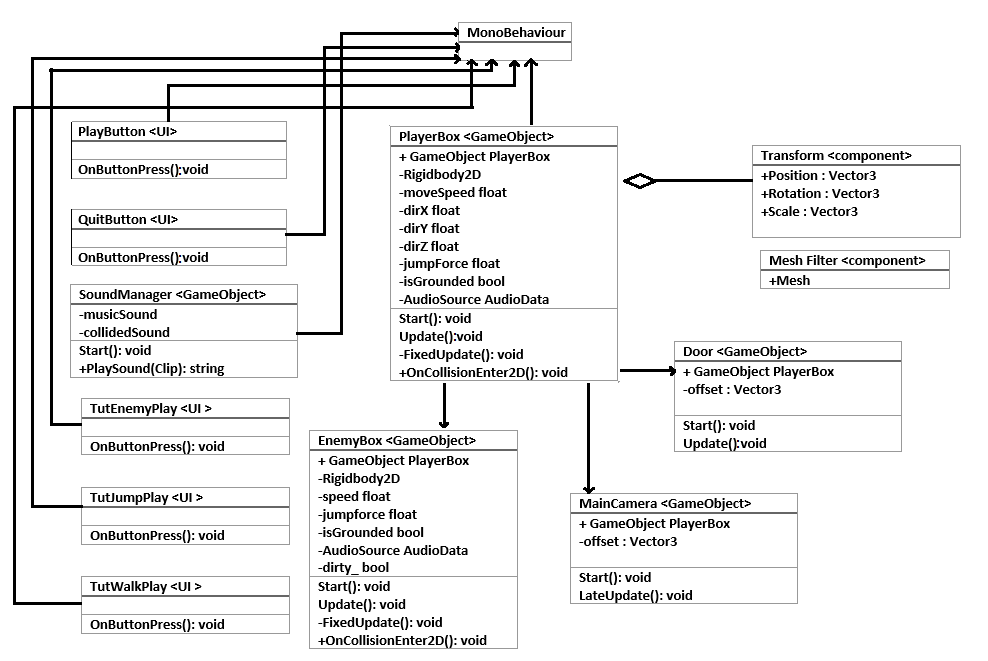 MonoBehaviour
PlayButton <UI>
OnButtonPress():void
QuitButton <UI>
OnButtonPress():void
SoundManager <GameObject>
-musicSound
-collidedSound
Start(): void
+PlaySound(Clip): string
TutEnemyPlay <UI >
OnButtonPress(): void
TutJumpPlay <UI >
OnButtonPress(): void
TutWalkPlay <UI >
OnButtonPress(): void
PlayerBox <GameObject>
+ GameObject PlayerBox
-Rigidbody2D
-moveSpeed float
-dirX float
-dirY float
-dirZ float
-jumpForce float
-isGrounded bool
-AudioSource AudioData
Start(): void
Update():void
-FixedUpdate(): void
+OnCollisionEnter2D(): void
EnemyBox <GameObject>
+ GameObject PlayerBox
-Rigidbody2D
-speed float
-jumpforce float
-isGrounded bool
-AudioSource AudioData
-dirty_ bool
Start(): void
Update(): void
-FixedUpdate(): void
+OnCollisionEnter2D(): void
Transform <component>
+Position : Vector3
+Rotation : Vector3
+Scale : Vector3
Mesh Filter <component>
+Mesh
Door <GameObject>
+ GameObject PlayerBox
-offset : Vector3
Start(): void
Update():void
MainCamera <GameObject>
+ GameObject PlayerBox
-offset : Vector3
Start(): void
LateUpdate(): void